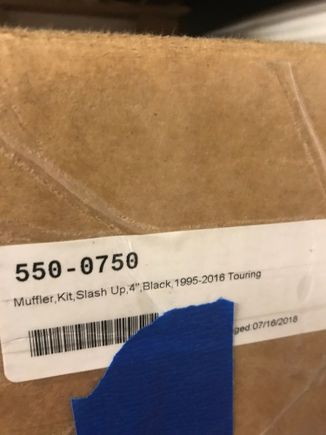 550-0750
Muffler,Kit,Slash Up,4",Black,1995-2016 Touring
ged:07/16/2018